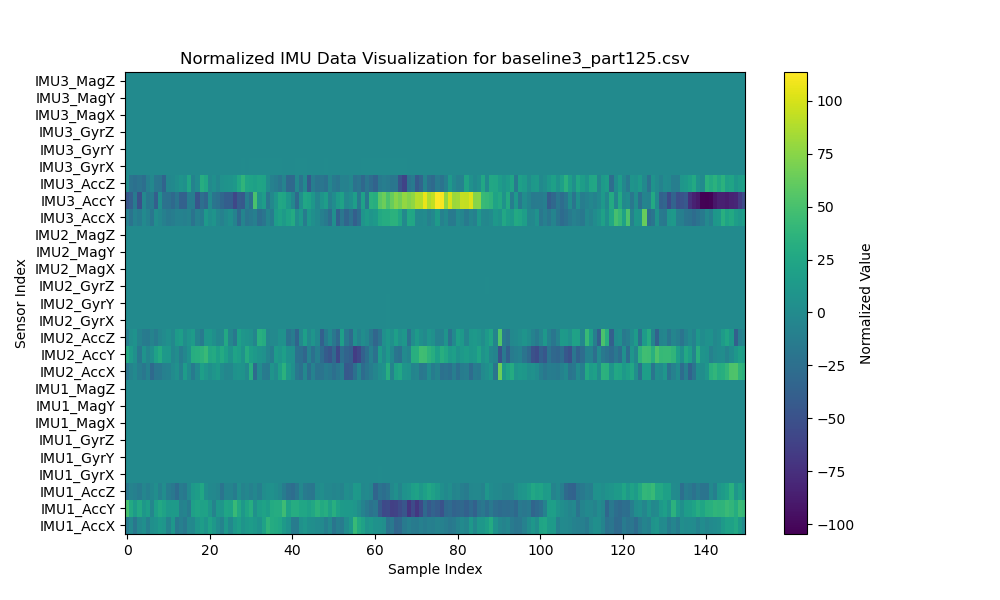 Normalized IMU Data Visualization for baseline3_part125.csv
IMU3_MagZ
IMU3_MagY
IMU3_MagX
IMU3_GyrZ
IMU3_GyrY
IMU3_GyrX
IMU3_AccZ
IMU3_AccY
IMU3_AccX
IMU2_MagZ
IMU2_MagY
IMU2_MagX
IMU2_GyrZ
IMU2_GyrY
IMU2_GyrX
IMU2_AccZ
IMU2_AccY
IMU2_AccX
IMU1_MagZ
IMU1_MagY
IMU1_MagX
IMU1_GyrZ
IMU1_GyrY
IMU1_GyrX
IMU1_AccZ
IMU1_AccY
IMU1_AccX
Sensor Index
0 20 40 60 80 100 120 140
Sample Index
100
75
50
25
0
−25
−50
−75
−100
Normalized Value